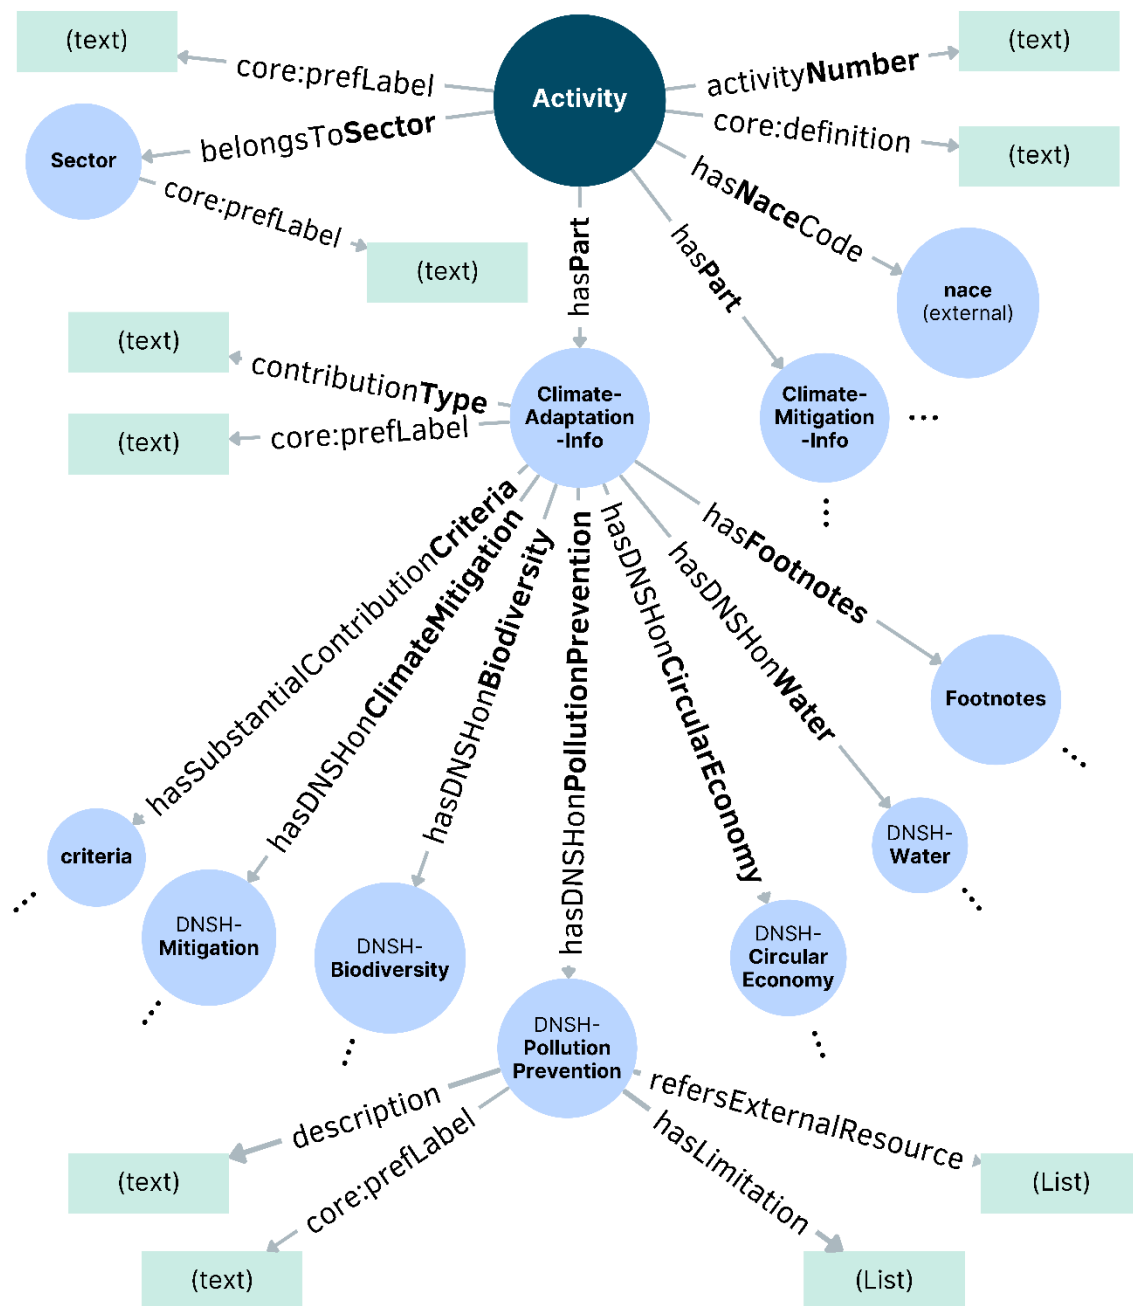 (text)
core:prefLabel
Activity
activityNumber
(text)
core:definition
(text)
belongsToSector
Sector
core:prefLabel
(text)
hasNaceCode
nace
(external)
hasPart
hasPart
(text)
contributionType
(text)
core:prefLabel
Climate-
Adaptation
-Info
Climate-
Mitigation
-Info
...
...
hasSubstantialContributionCriteria
hasDNSHonClimateMitigation
hasDNSHonBiodiversity
hasDNSHonPollutionPrevention
hasDNSHonCircularEconomy
hasDNSHonWater
hasFootnotes
Footnotes
...
criteria
...
DNSH-
Mitigation
...
DNSH-
Biodiversity
...
DNSH-
Pollution
Prevention
DNSH-
Circular
Economy
...
DNSH-
Water
...
description
(text)
core:prefLabel
(text)
hasLimitation
(List)
refersExternalResource
(List)